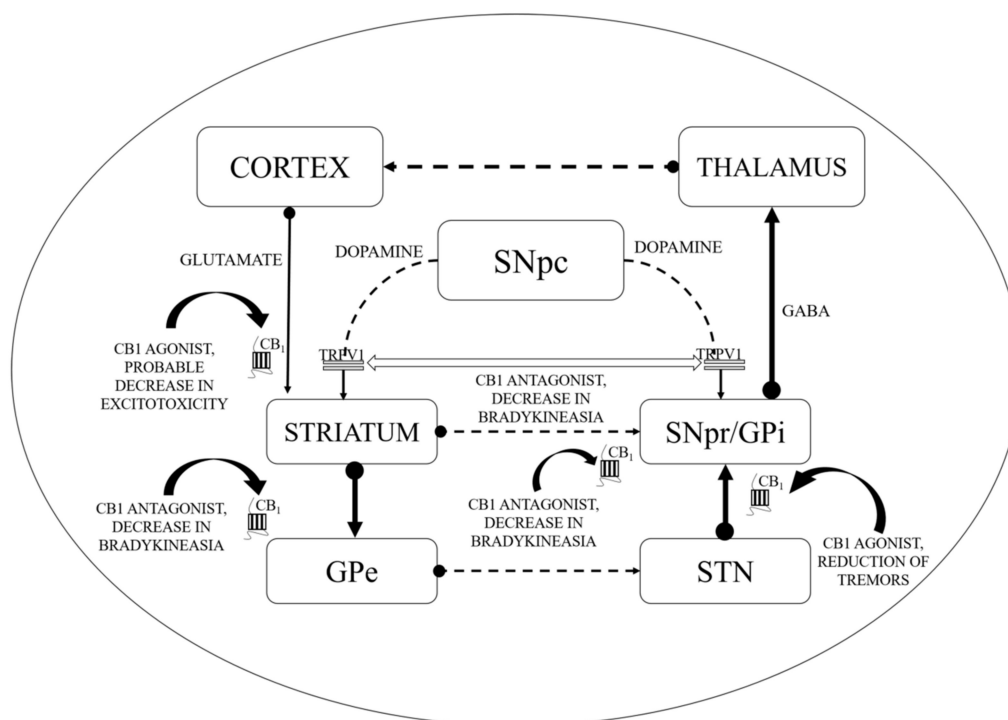 CORTEX
THALAMUS
DOPAMINE
SNpc
DOPAMINE
GLUTAMATE
GABA
CB1
TRPV1
TRPV1
CB1 AGONIST,
PROBABLE
DECREASE IN
EXCITOTOXICITY
CB1 ANTAGONIST,
DECREASE IN
BRADYKINEASIA
STRIATUM
SNpr/GPi
CB1
CB1 ANTAGONIST,
DECREASE IN
BRADYKINEASIA
CB1
CB1 ANTAGONIST,
DECREASE IN
BRADYKINEASIA
CB1
CB1 AGONIST,
REDUCTION OF
TREMORS
GPe
STN